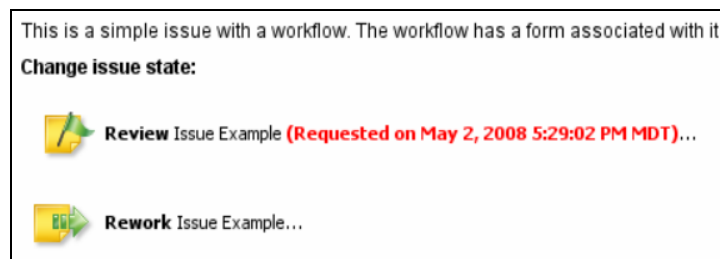 This is a simple issue with a workflow. The workflow has a form associated with it
Change issue state:
Review Issue Example (Requested on May 2, 2008 5:29:02 PM MDT)...
Rework Issue Example...